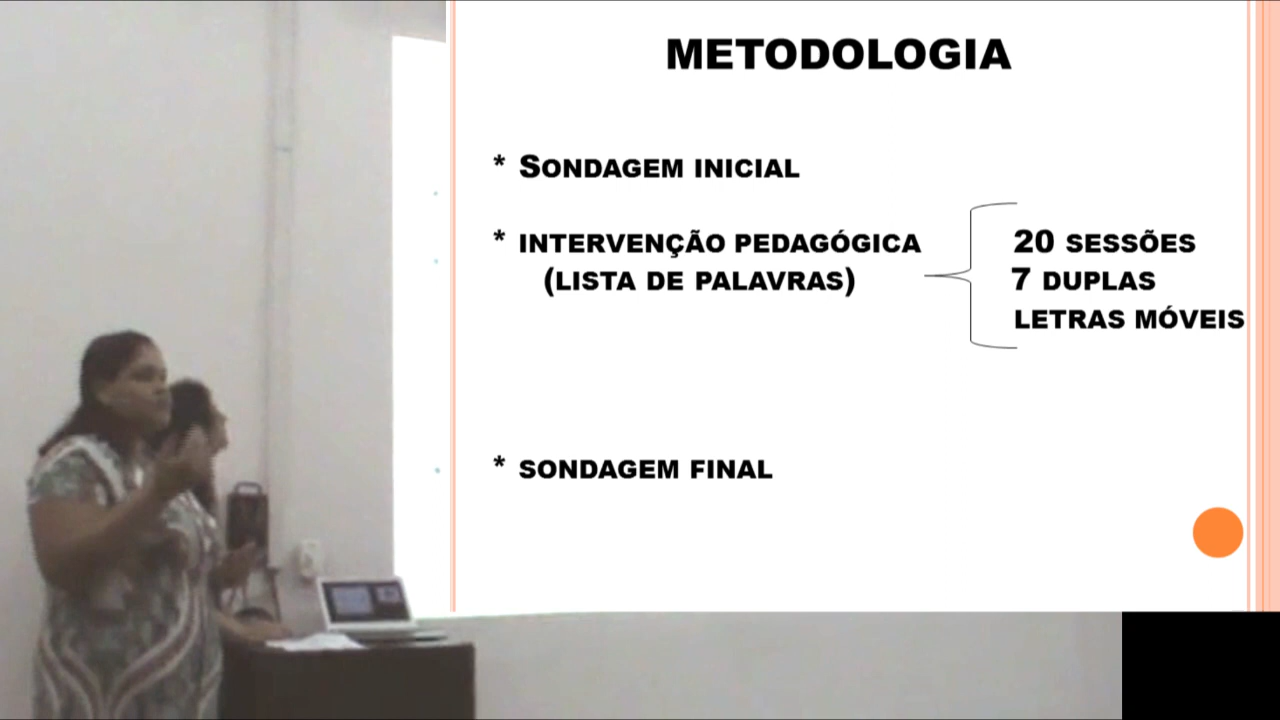 METODOLOGIA
* SONDAGEM INICIAL
* INTERVENÇÃO PEDAGÓGICA
(LISTA DE PALAVRAS)
20 SESSÕES
7 DUPLAS
LETRAS MÓVEIS
* SONDAGEM FINAL